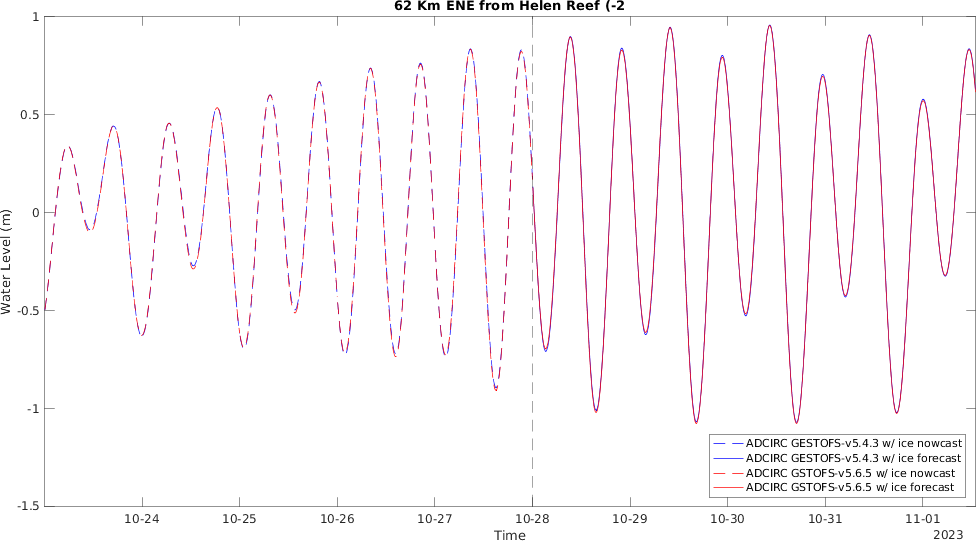 62 Km ENE from Helen Reef (-2
Water Level (m)
1
0.5
0
-0.5
-1
-1.5
10-24 10-25 10-26 10-27 10-28 10-29 10-30 10-31 11-01
Time
2023
ADCIRC GESTOFS-v5.4.3 w/ ice nowcast
ADCIRC GESTOFS-v5.4.3 w/ ice forecast
ADCIRC GSTOFS-v5.6.5 w/ ice nowcast
ADCIRC GSTOFS-v5.6.5 w/ ice forecast